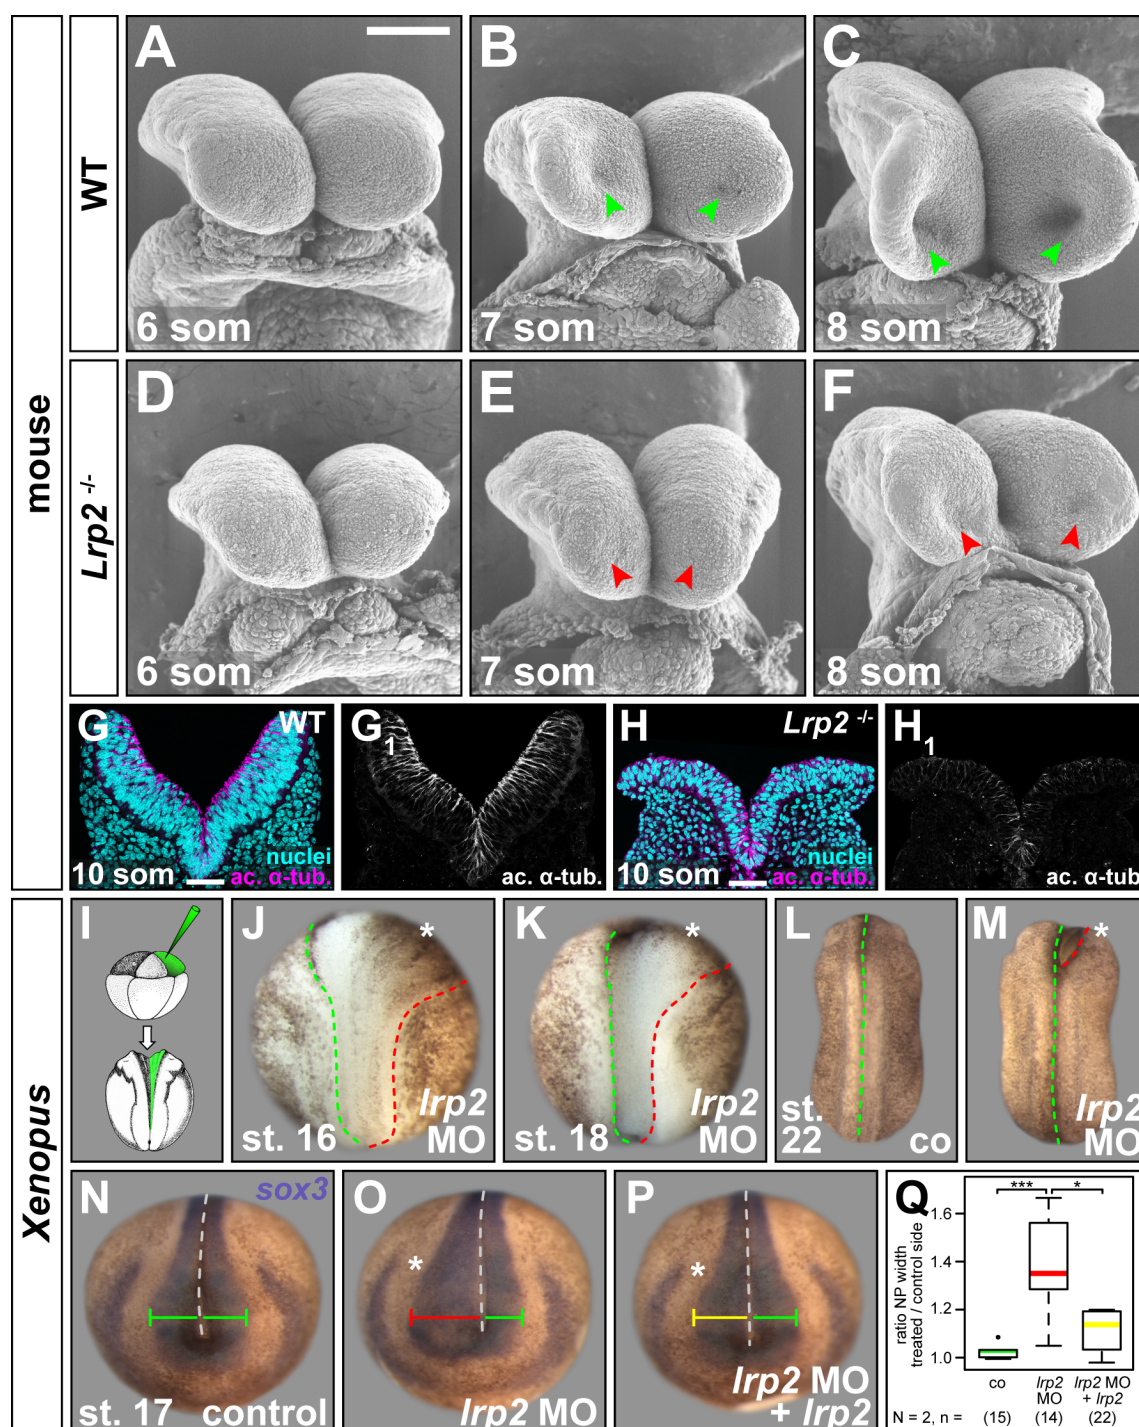 mouse
WT
A
6 som
B
7 som
C
8 som
Lrp2 -/-
D
6 som
E
7 som
F
8 som
G
WT
10 som
nuclei
ac. α-tub.
G1
ac. α-tub.
H
Lrp2 -/-
10 som
nuclei
ac. α-tub.
H1
ac. α-tub.
Xenopus
I
J
*
st. 16
lrp2
MO
K
*
st. 18
lrp2
MO
L
st.
22
co
M
*
lrp2
MO
N
sox3
st. 17
control
O
*
lrp2 MO
P
*
lrp2 MO
+ lrp2
Q
*** *
ratio NP width
treated / control side
1.6
1.4
1.2
1.0
co
lrp2
MO
lrp2 MO
+ lrp2
N = 2, n = (15) (14) (22)